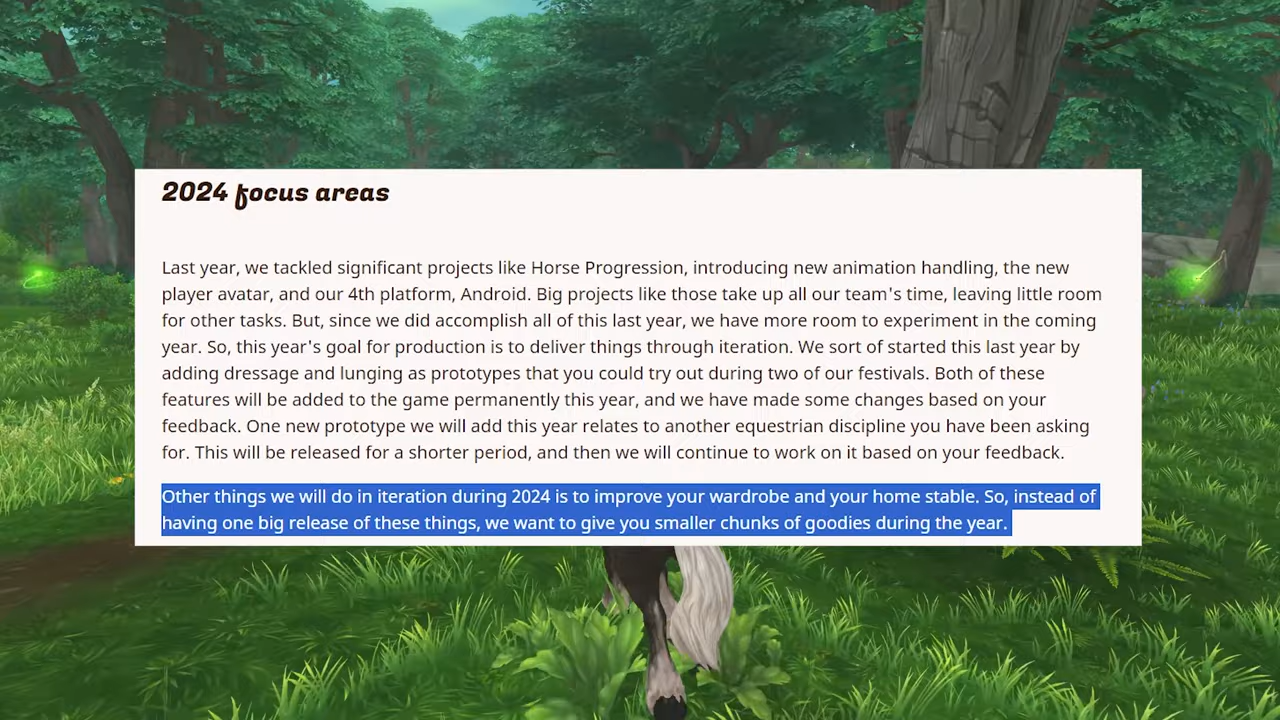 2024 focus areas
Last year, we tackled significant projects like Horse Progression, introducing new animation handling, the new
player avatar, and our 4th platform, Android. Big projects like those take up all our team's time, leaving little room
for other tasks. But, since we did accomplish all of this last year, we have more room to experiment in the coming
year. So, this year's goal for production is to deliver things through iteration. We sort of started this last year by
adding dressage and lunging as prototypes that you could try out during two of our festivals. Both of these
features will be added to the game permanently this year, and we have made some changes based on your
feedback. One new prototype we will add this year relates to another equestrian discipline you have been asking
for. This will be released for a shorter period, and then we will continue to work on it based on your feedback.
Other things we will do in iteration during 2024 is to improve your wardrobe and your home stable. So, instead of
having one big release of these things, we want to give you smaller chunks of goodies during the year.